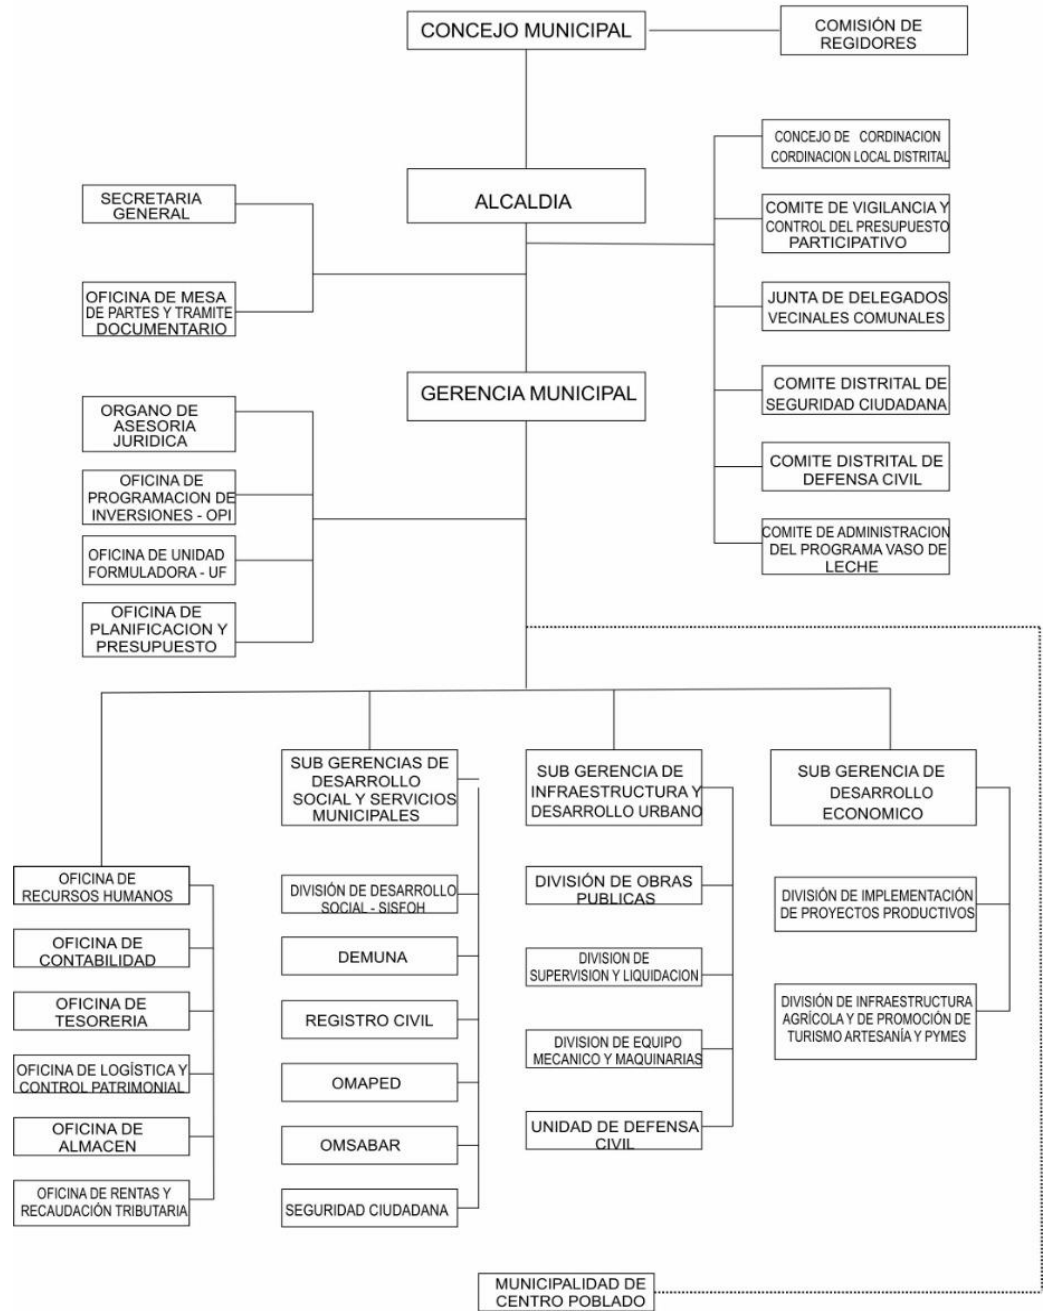 CONCEJO MUNICIPAL
COMISIÓN DE
REGIDORES
CONCEJO DE CORDINACION
CORDINACION LOCAL DISTRITAL
SECRETARIA
GENERAL
ALCALDIA
COMITE DE VIGILANCIA Y
CONTROL DEL PRESUPUESTO
PARTICIPATIVO
OFICINA DE MESA
DE PARTES Y TRAMITE
DOCUMENTARIO
JUNTA DE DELEGADOS
VECINALES COMUNALES
GERENCIA MUNICIPAL
COMITE DISTRITAL DE
SEGURIDAD CIUDADANA
ORGANO DE
ASESORIA
JURIDICA
COMITE DISTRITAL DE
DEFENSA CIVIL
OFICINA DE
PROGRAMACION DE
INVERSIONES - OPI
COMITE DE ADMINISTRACION
DEL PROGRAMA VASO DE
LECHE
OFICINA DE UNIDAD
FORMULADORA - UF
OFICINA DE
PLANIFICACION Y
PRESUPUESTO
SUB GERENCIAS DE
DESARROLLO
SOCIAL Y SERVICIOS
MUNICIPALES
SUB GERENCIA DE
INFRAESTRUCTURA Y
DESARROLLO URBANO
SUB GERENCIA DE
DESARROLLO
ECONOMICO
OFICINA DE
RECURSOS HUMANOS
OFICINA DE
CONTABILIDAD
OFICINA DE
TESORERIA
OFICINA DE LOGÍSTICA Y
CONTROL PATRIMONIAL
OFICINA DE
ALMACEN
OFICINA DE RENTAS Y
RECAUDACIÓN TRIBUTARIA
DIVISIÓN DE DESARROLLO
SOCIAL - SISFOH
DEMUNA
REGISTRO CIVIL
OMAPED
OMSABAR
SEGURIDAD CIUDADANA
DIVISIÓN DE OBRAS
PUBLICAS
DIVISION DE
SUPERVISION Y LIQUIDACION
DIVISION DE EQUIPO
MECANICO Y MAQUINARIAS
UNIDAD DE DEFENSA
CIVIL
DIVISIÓN DE IMPLEMENTACIÓN
DE PROYECTOS PRODUCTIVOS
DIVISIÓN DE INFRAESTRUCTURA
AGRÍCOLA Y DE PROMOCIÓN DE
TURISMO ARTESANÍA Y PYMES
MUNICIPALIDAD DE
CENTRO POBLADO